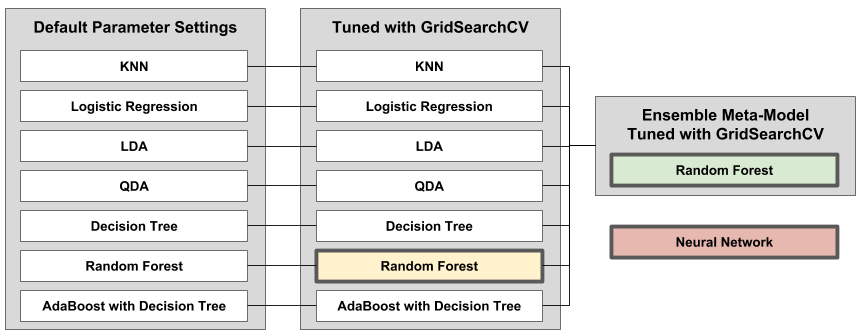 Default Parameter Settings
KNN
Logistic Regression
LDA
QDA
Decision Tree
Random Forest
AdaBoost with Decision Tree
Tuned with GridSearchCV
KNN
Logistic Regression
LDA
QDA
Decision Tree
Random Forest
AdaBoost with Decision Tree
Ensemble Meta-Model
Tuned with GridSearchCV
Random Forest
Neural Network